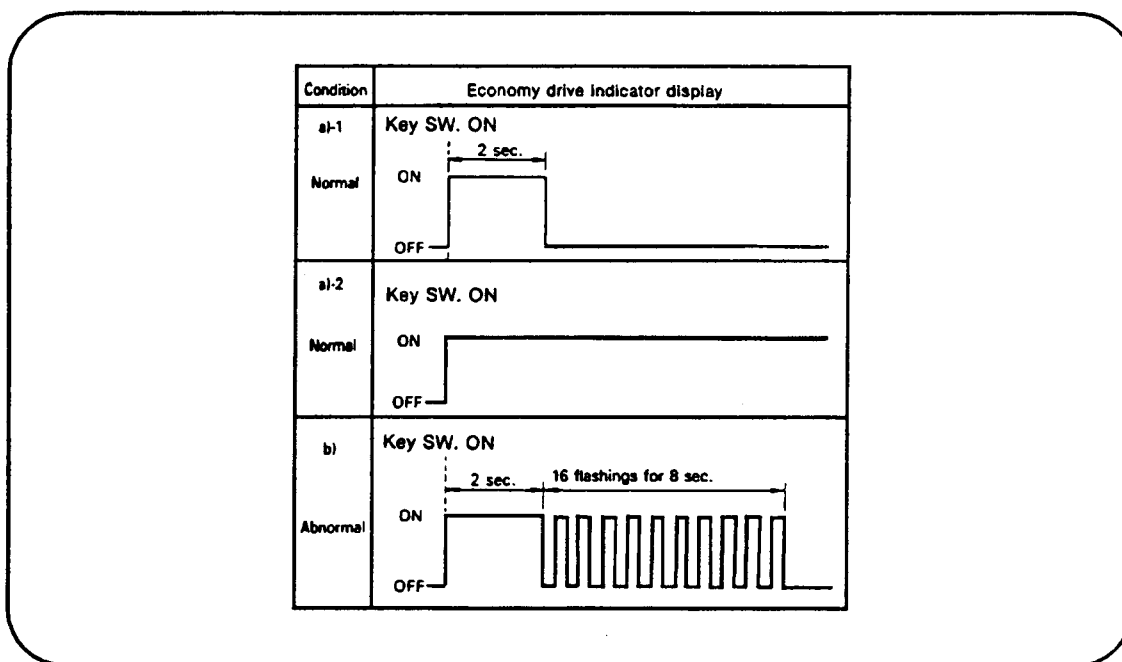 Condition
Economy drive indicator display
a)-1
Key SW. ON
2 sec.
Normal
ON
OFF
a)-2
Key SW. ON
Normal
ON
OFF
b)
Key SW. ON
2 sec.
16 flashings for 8 sec.
ON
Abnormal
OFF